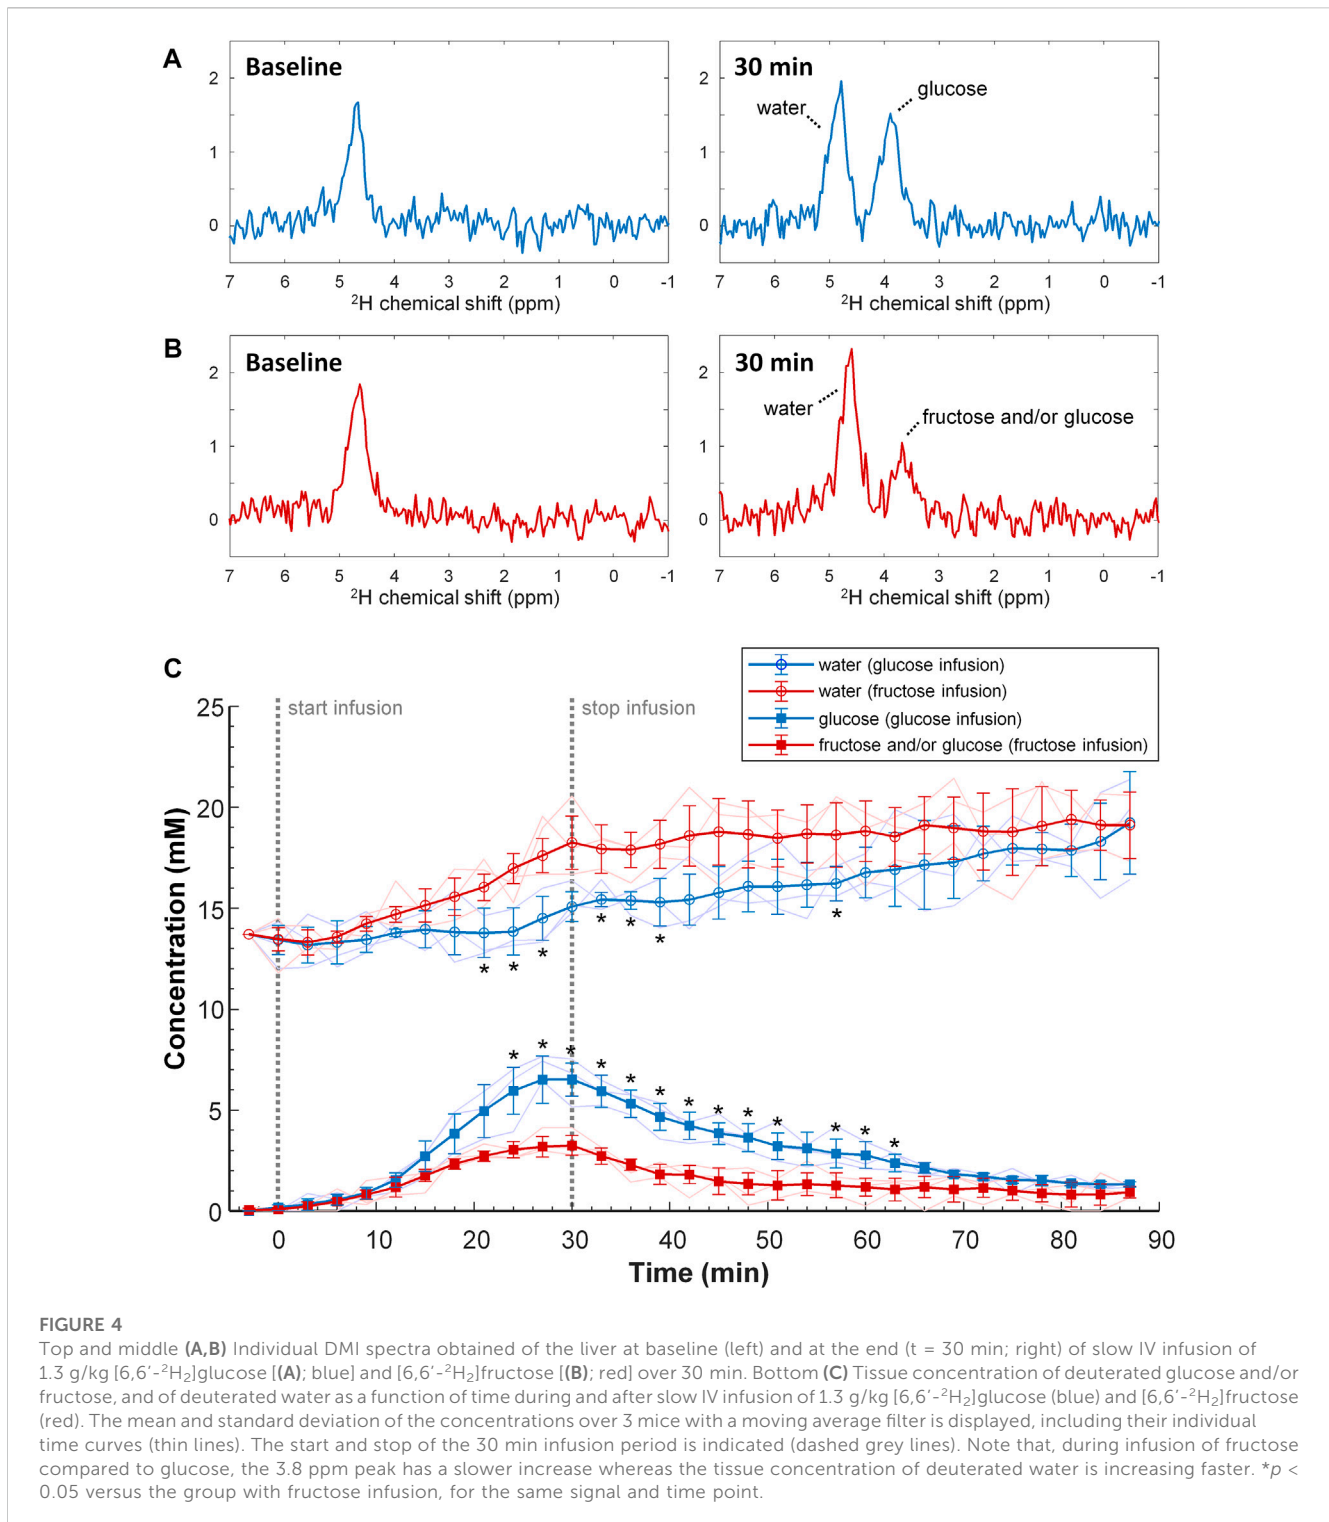 A
Baseline
2
1
0
7 6 5 4 3 2 1 0 -1
²H chemical shift (ppm)
30 min
water
glucose
2
1
0
7 6 5 4 3 2 1 0 -1
²H chemical shift (ppm)
B
Baseline
2
1
0
7 6 5 4 3 2 1 0 -1
²H chemical shift (ppm)
30 min
water
fructose and/or glucose
2
1
0
7 6 5 4 3 2 1 0 -1
²H chemical shift (ppm)
C
water (glucose infusion)
water (fructose infusion)
glucose (glucose infusion)
fructose and/or glucose (fructose infusion)
start infusion
stop infusion
Concentration (mM)
25
20
15
10
5
0
* * * * * * *
* * * * * * * * * * * * *
0 10 20 30 40 50 60 70 80 90
Time (min)
FIGURE 4
Top and middle (A,B) Individual DMI spectra obtained of the liver at baseline (left) and at the end (t = 30 min; right) of slow IV infusion of
1.3 g/kg [6,6’-²H₂]glucose [(A); blue] and [6,6’-²H₂]fructose [(B); red] over 30 min. Bottom (C) Tissue concentration of deuterated glucose and/or
fructose, and of deuterated water as a function of time during and after slow IV infusion of 1.3 g/kg [6,6’-²H₂]glucose (blue) and [6,6’-²H₂]fructose
(red). The mean and standard deviation of the concentrations over 3 mice with a moving average filter is displayed, including their individual
time curves (thin lines). The start and stop of the 30 min infusion period is indicated (dashed grey lines). Note that, during infusion of fructose
compared to glucose, the 3.8 ppm peak has a slower increase whereas the tissue concentration of deuterated water is increasing faster. *p <
0.05 versus the group with fructose infusion, for the same signal and time point.